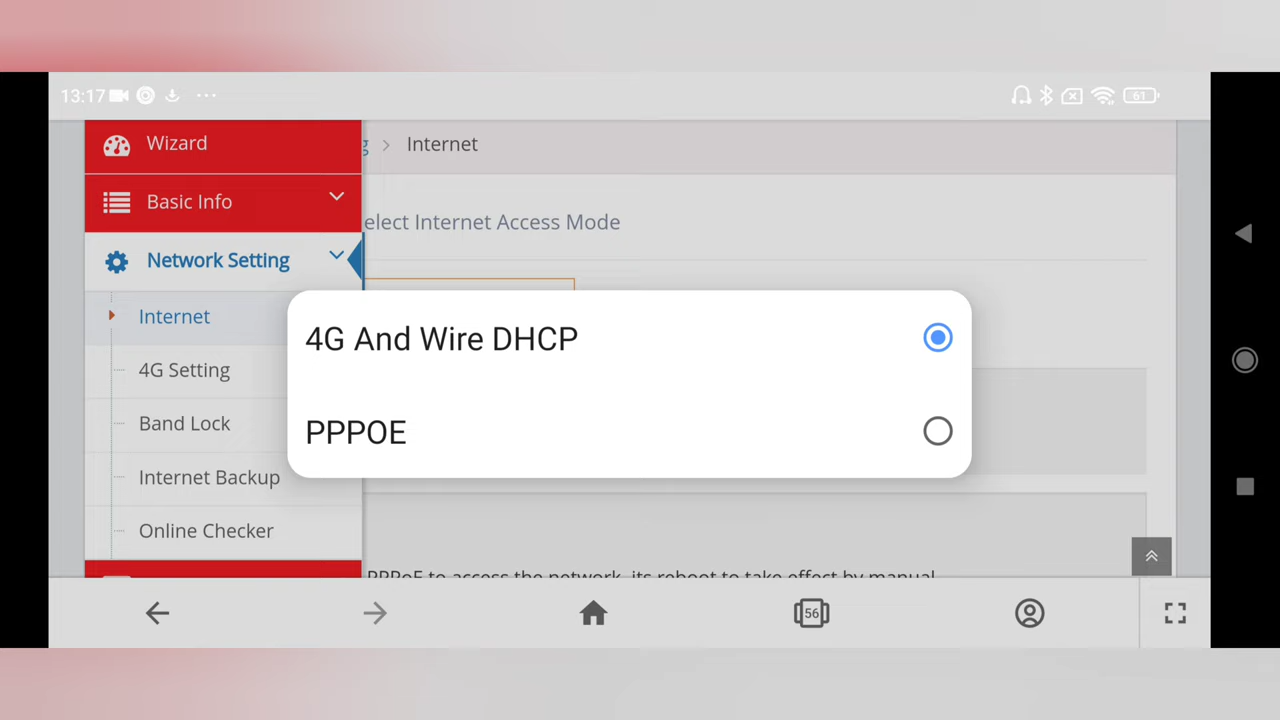 13:17 ...
61
Wizard
g > Internet
Basic Info
elect Internet Access Mode
Network Setting
Internet
4G And Wire DHCP
4G Setting
Band Lock
PPPOE
Internet Backup
Online Checker
PPPoE to access the network, its reboot to take effect by manual
56